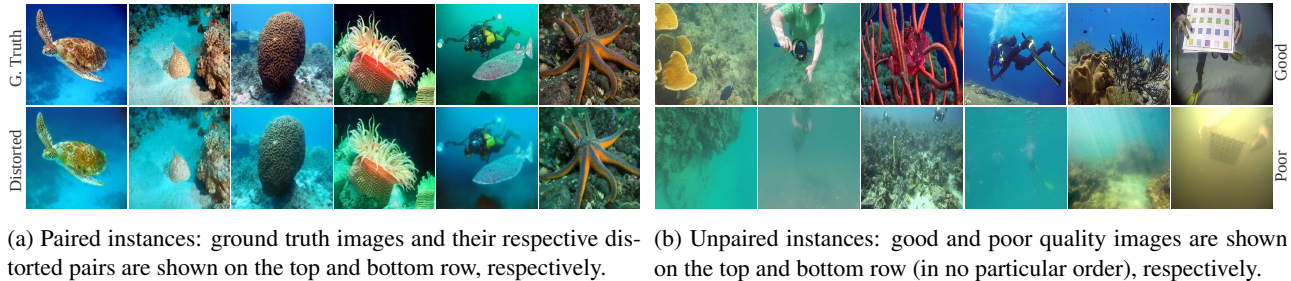 G. Truth
Distorted
Good
Poor
(a) Paired instances: ground truth images and their respective dis-
torted pairs are shown on the top and bottom row, respectively.
(b) Unpaired instances: good and poor quality images are shown
on the top and bottom row (in no particular order), respectively.